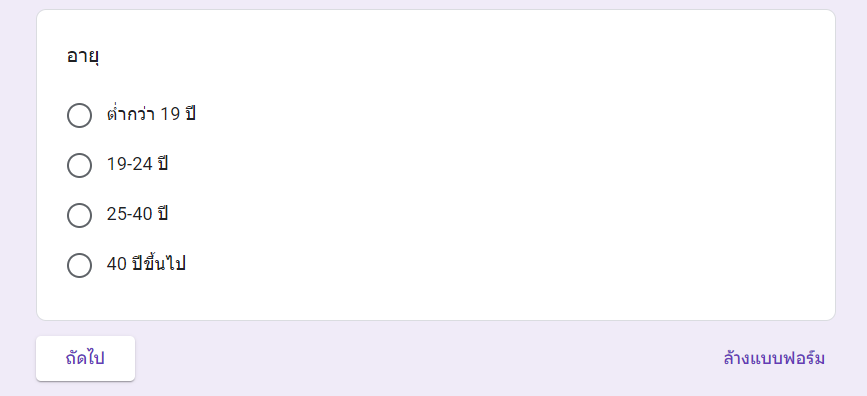 อายุ
ต่ำกว่า 19 ปี
19-24 ปี
25-40 ปี
40 ปีขึ้นไป
ถัดไป
ล้างแบบฟอร์ม